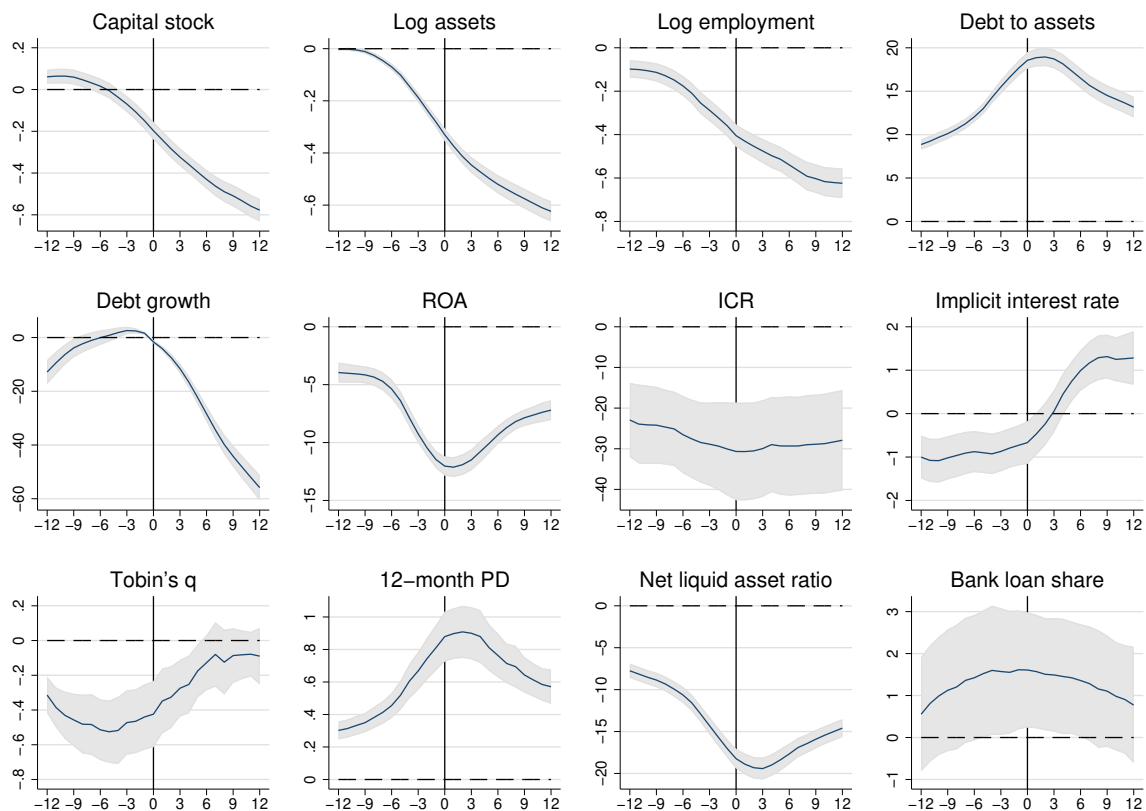 Capital stock
.2
0
−.2
−.4
−.6
−12 −9 −6 −3 0 3 6 9 12
Log assets
0
−.2
−.4
−.6
−12 −9 −6 −3 0 3 6 9 12
Log employment
0
−.2
−.4
−.6
−.8
−12 −9 −6 −3 0 3 6 9 12
Debt to assets
20
15
10
5
0
−12 −9 −6 −3 0 3 6 9 12
Debt growth
0
−20
−40
−60
−12 −9 −6 −3 0 3 6 9 12
ROA
0
−5
−10
−15
−12 −9 −6 −3 0 3 6 9 12
ICR
0
−10
−20
−30
−40
−12 −9 −6 −3 0 3 6 9 12
Implicit interest rate
2
1
0
−1
−2
−12 −9 −6 −3 0 3 6 9 12
Tobin's q
.2
0
−.2
−.4
−.6
−.8
−12 −9 −6 −3 0 3 6 9 12
12−month PD
1
.8
.6
.4
.2
0
−12 −9 −6 −3 0 3 6 9 12
Net liquid asset ratio
0
−5
−10
−15
−20
−12 −9 −6 −3 0 3 6 9 12
Bank loan share
3
2
1
0
−1
−12 −9 −6 −3 0 3 6 9 12